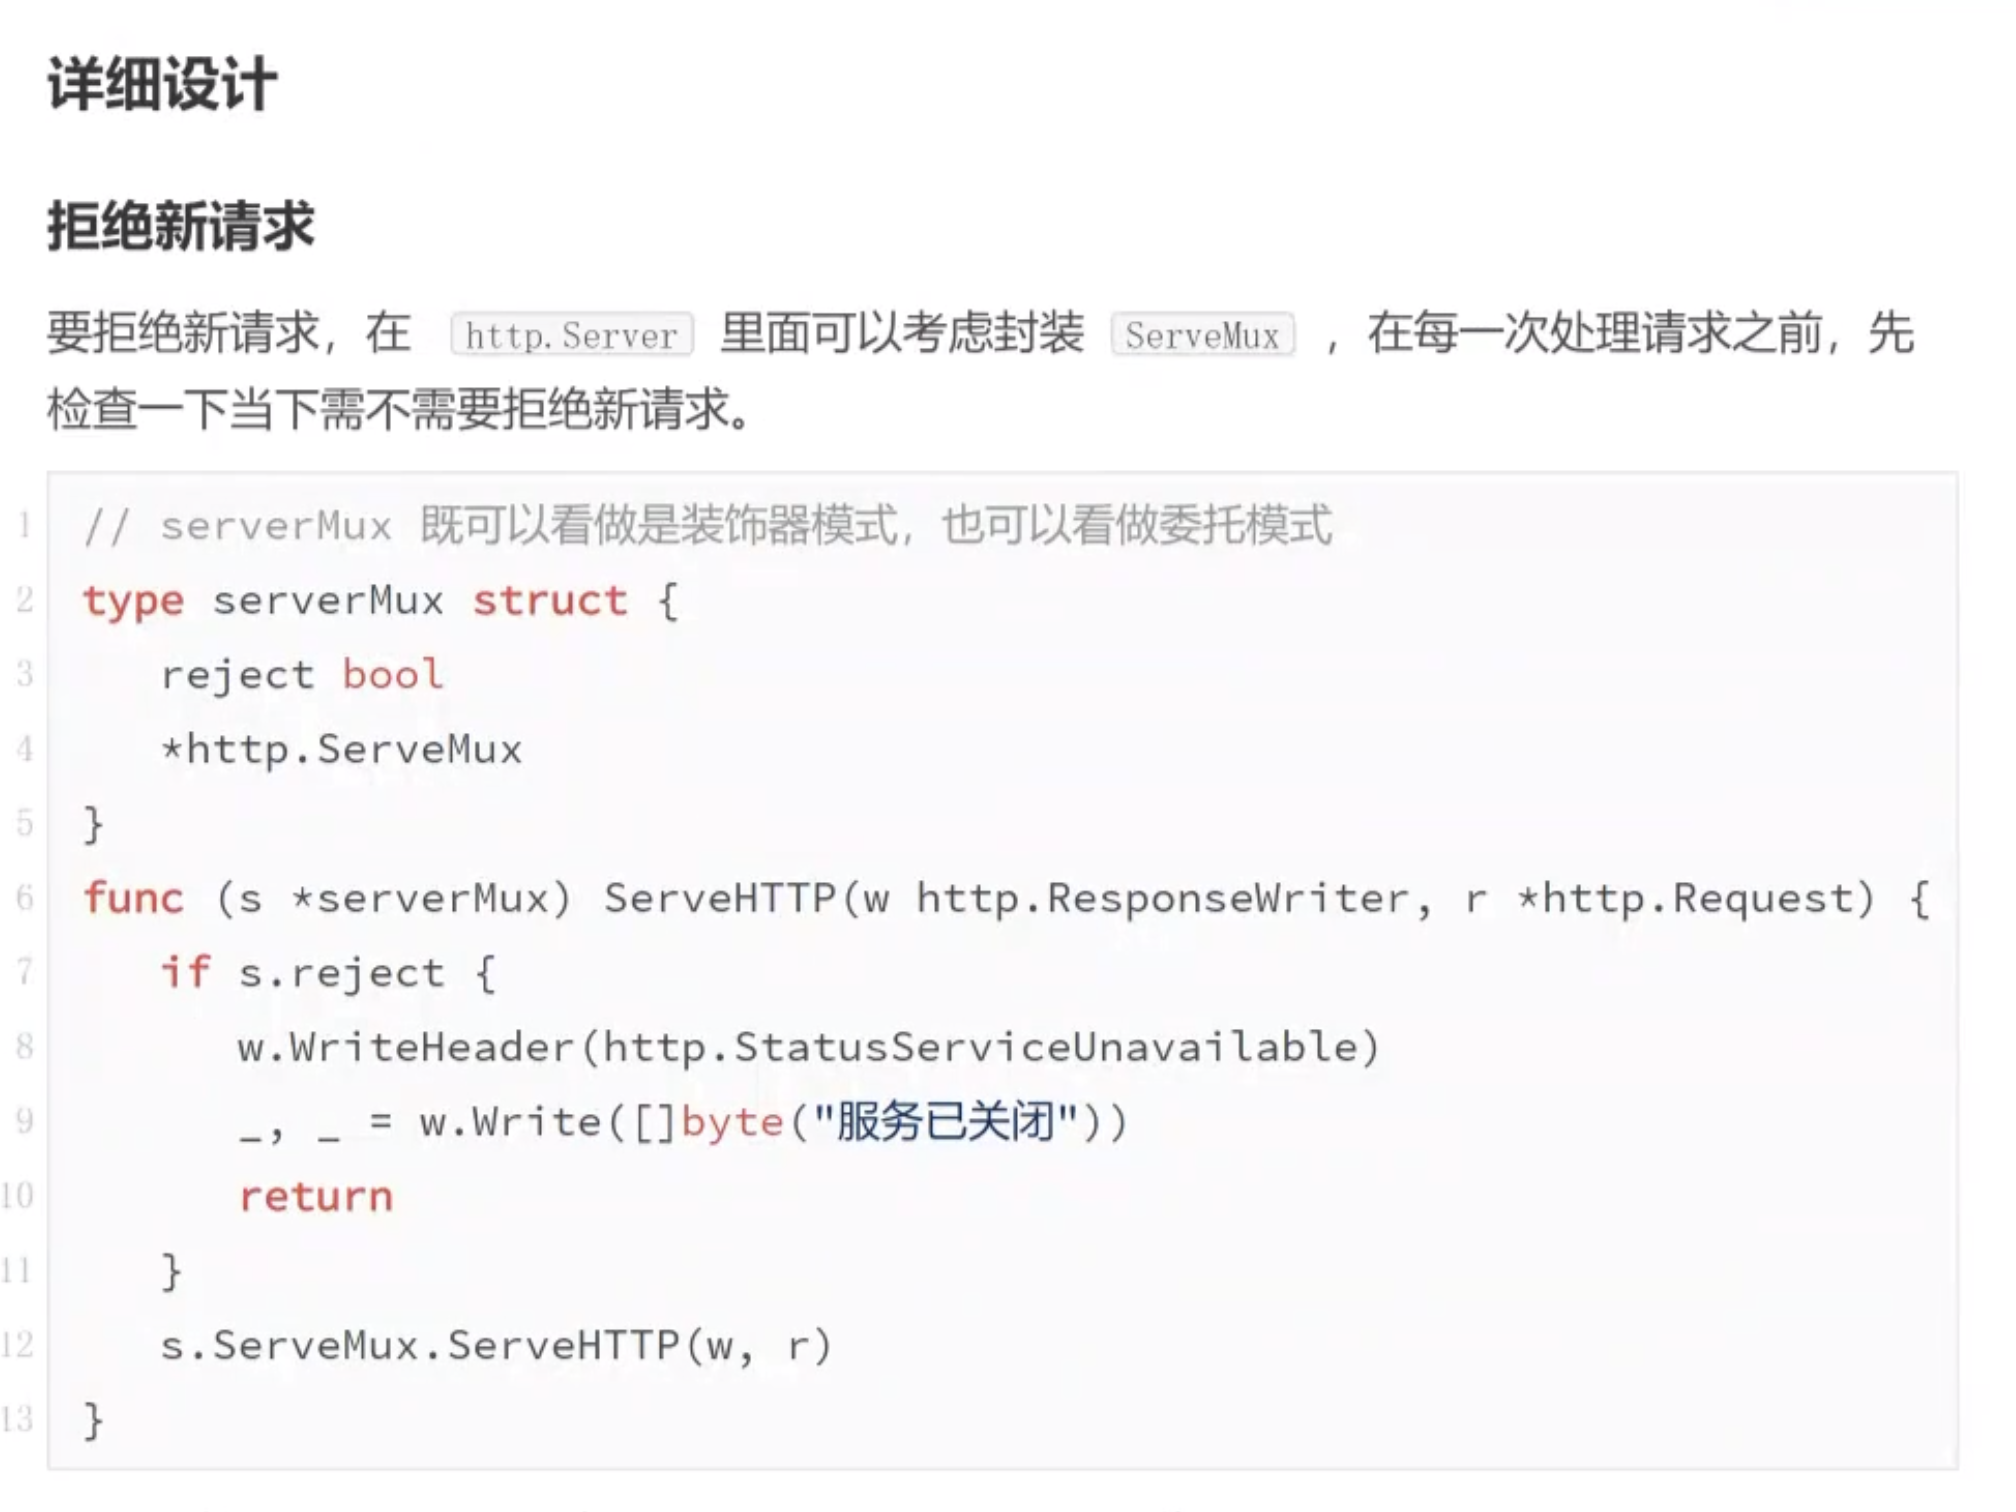 详细设计
拒绝新请求
要拒绝新请求，在 http.Server 里面可以考虑封装 ServeMux ，在每一次处理请求之前，先
检查一下当下需不需要拒绝新请求。
1 // serverMux 既可以看做是装饰器模式，也可以看做委托模式
2 type serverMux struct {
3     reject bool
4     *http.ServeMux
5 }
6 func (s *serverMux) ServeHTTP(w http.ResponseWriter, r *http.Request) {
7     if s.reject {
8         w.WriteHeader(http.StatusServiceUnavailable)
9         _, _ = w.Write([]byte("服务已关闭"))
10         return
11     }
12     s.ServeMux.ServeHTTP(w, r)
13 }